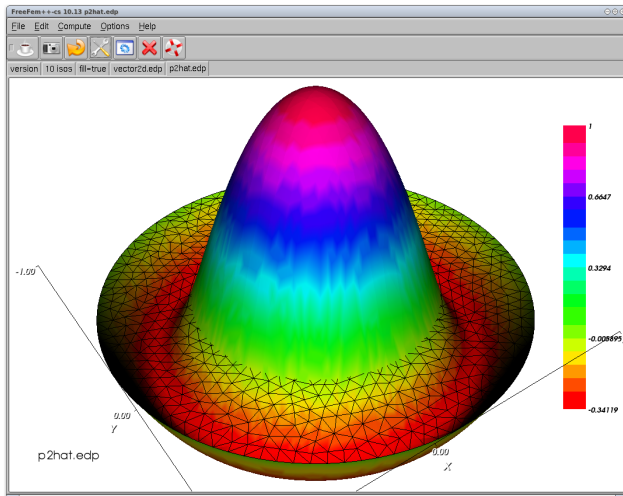 FreeFem++-cs 10.13 p2hat.edp
File Edit Compute Options Help
version 10 isos fill=true vector2d.edp p2hat.edp
1
0.6647
-1.00
0.3294
-0.005895
-0.34119
0.00
Y
0.00
X
p2hat.edp